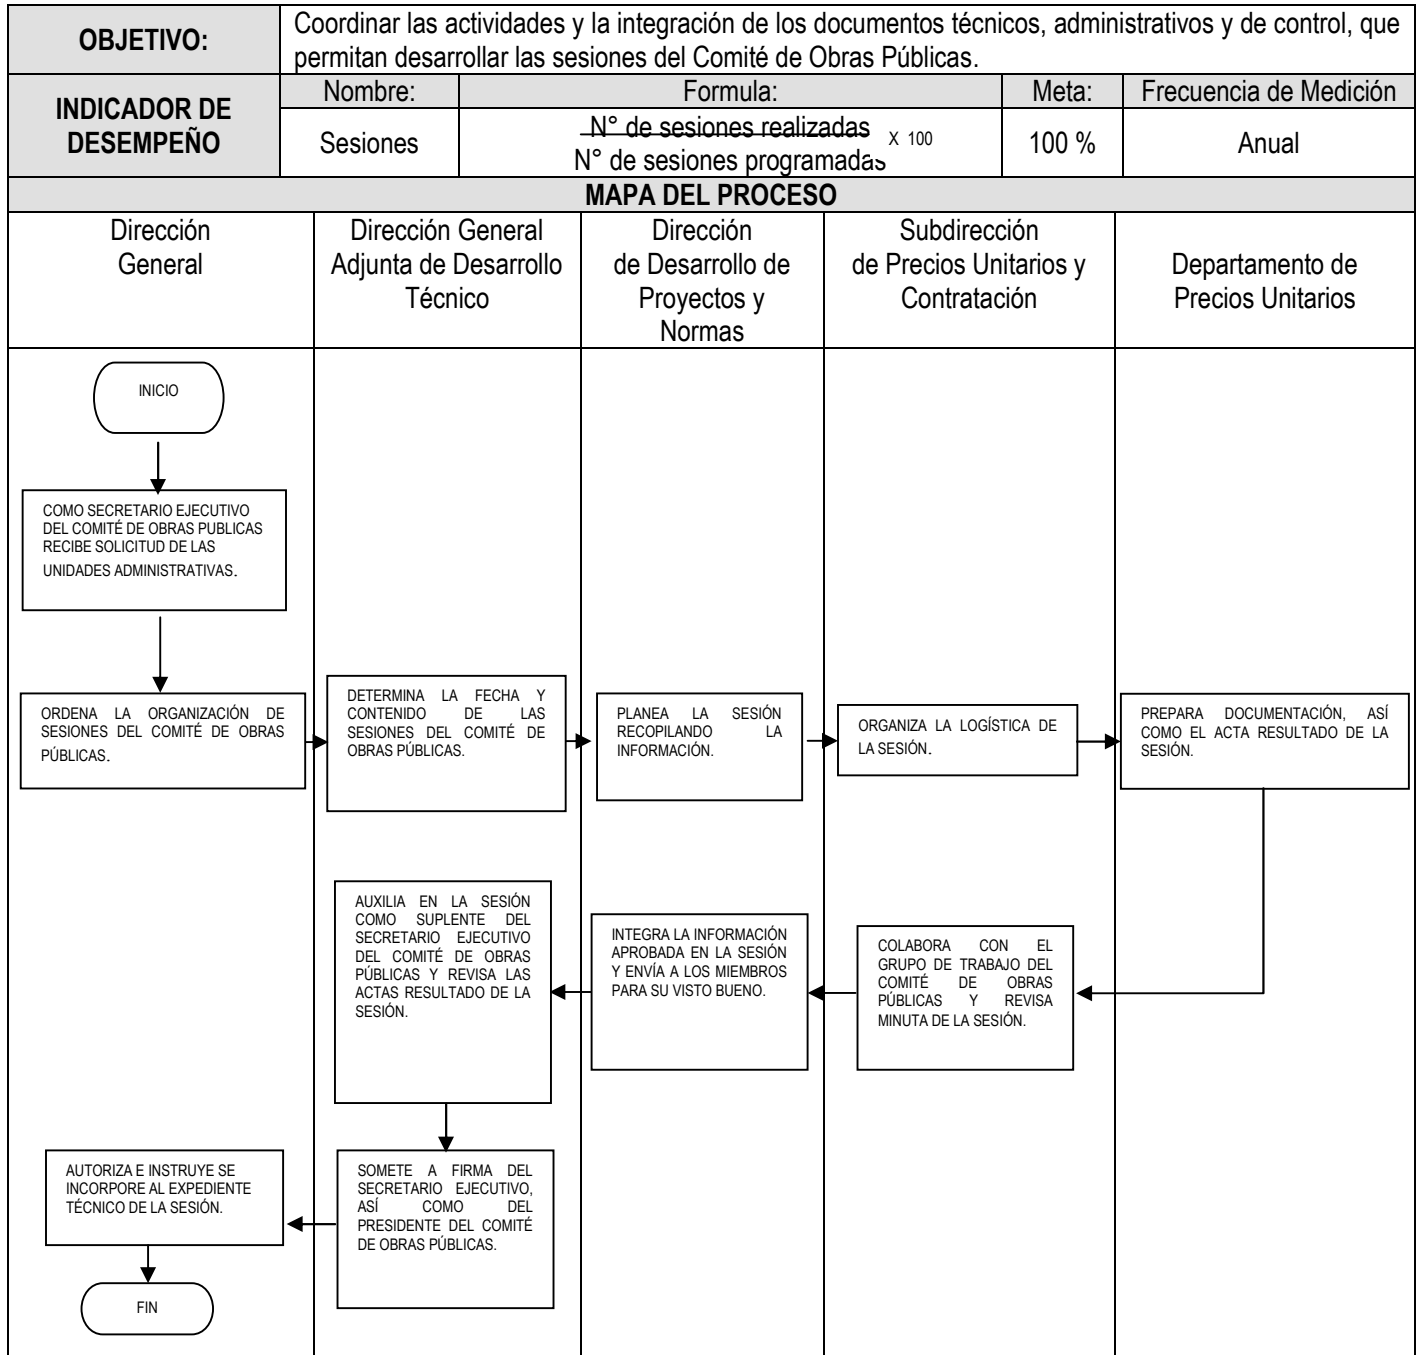 OBJETIVO:
Coordinar las actividades y la integración de los documentos técnicos, administrativos y de control, que
permitan desarrollar las sesiones del Comité de Obras Públicas.
INDICADOR DE
DESEMPEÑO
Nombre:
Formula:
Meta:
Frecuencia de Medición
Sesiones
N° de sesiones realizadas
X 100
N° de sesiones programadas
100 %
Anual
MAPA DEL PROCESO
Dirección
General
Dirección General
Adjunta de Desarrollo
Técnico
Dirección
de Desarrollo de
Proyectos y
Normas
Subdirección
de Precios Unitarios y
Contratación
Departamento de
Precios Unitarios
INICIO
COMO SECRETARIO EJECUTIVO
DEL COMITÉ DE OBRAS PUBLICAS
RECIBE SOLICITUD DE LAS
UNIDADES ADMINISTRATIVAS.
ORDENA LA ORGANIZACIÓN DE
SESIONES DEL COMITÉ DE OBRAS
PÚBLICAS.
DETERMINA LA FECHA Y
CONTENIDO DE LAS
SESIONES DEL COMITÉ DE
OBRAS PÚBLICAS.
PLANEA LA SESIÓN
RECOPILANDO LA
INFORMACIÓN.
ORGANIZA LA LOGÍSTICA DE
LA SESIÓN.
PREPARA DOCUMENTACIÓN, ASÍ
COMO EL ACTA RESULTADO DE LA
SESIÓN.
AUXILIA EN LA SESIÓN
COMO SUPLENTE DEL
SECRETARIO EJECUTIVO
DEL COMITÉ DE OBRAS
PÚBLICAS Y REVISA LAS
ACTAS RESULTADO DE LA
SESIÓN.
INTEGRA LA INFORMACIÓN
APROBADA EN LA SESIÓN
Y ENVÍA A LOS MIEMBROS
PARA SU VISTO BUENO.
COLABORA CON EL
GRUPO DE TRABAJO DEL
COMITÉ DE OBRAS
PÚBLICAS Y REVISA
MINUTA DE LA SESIÓN.
AUTORIZA E INSTRUYE SE
INCORPORE AL EXPEDIENTE
TÉCNICO DE LA SESIÓN.
SOMETE A FIRMA DEL
SECRETARIO EJECUTIVO,
ASÍ COMO DEL
PRESIDENTE DEL COMITÉ
DE OBRAS PÚBLICAS.
FIN